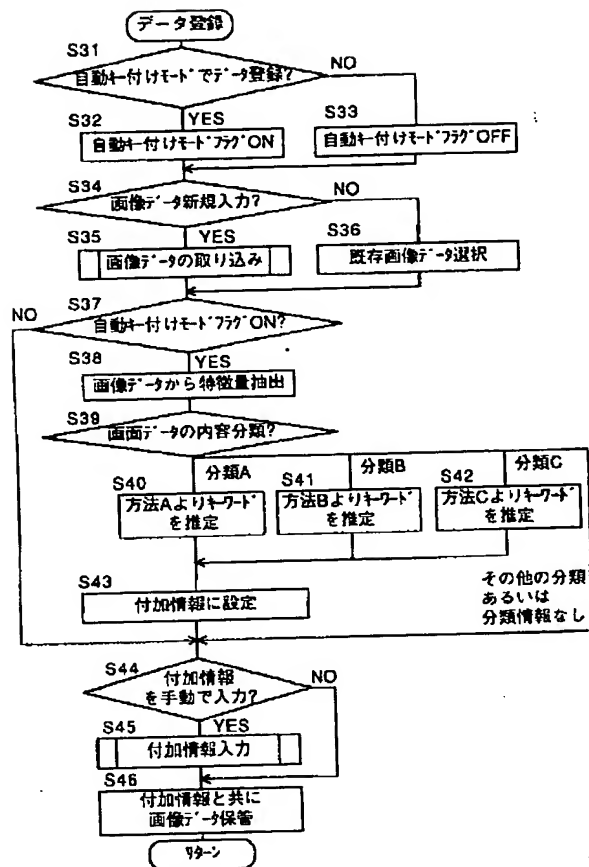 データ登録
S31
自動キー付けモードでデータ登録?
NO
S32
YES
S33
自動キー付けモードフラグON
自動キー付けモードフラグOFF
S34
画像データ新規入力?
NO
S35
YES
S36
画像データの取り込み
既存画像データ選択
S37
NO
自動キー付けモードフラグON?
S38
YES
画像データから特徴量抽出
S39
画面データの内容分類?
S40
分類A
S41
分類B
S42
分類C
方法Aよりキーワード
を推定
方法Bよりキーワード
を推定
方法Cよりキーワード
を推定
S43
付加情報に設定
その他の分類
あるいは
分類情報なし
S44
付加情報
を手動で入力?
NO
S45
YES
付加情報入力
S46
付加情報と共に
画像データ保管
リターン